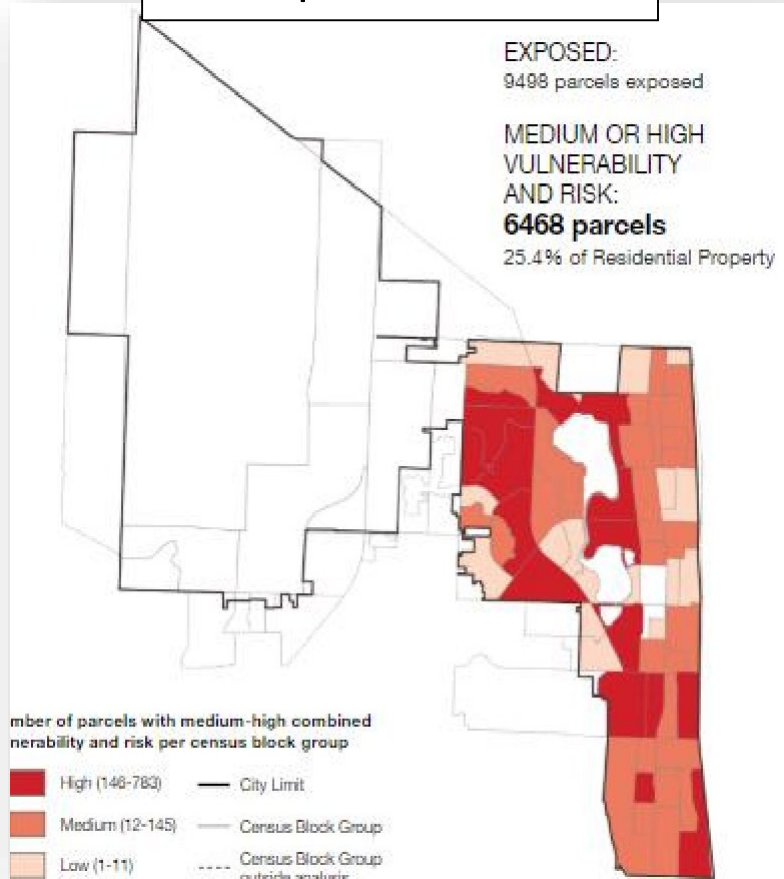 EXPOSED:
9498 parcels exposed
MEDIUM OR HIGH
VULNERABILITY
AND RISK:
6468 parcels
25.4% of Residential Property
mber of parcels with medium-high combined
nerability and risk per census block group
High (146-783)
City Limit
Medium (12-145)
Census Block Group
Low (1-11)
Census Block Group
outside analysis